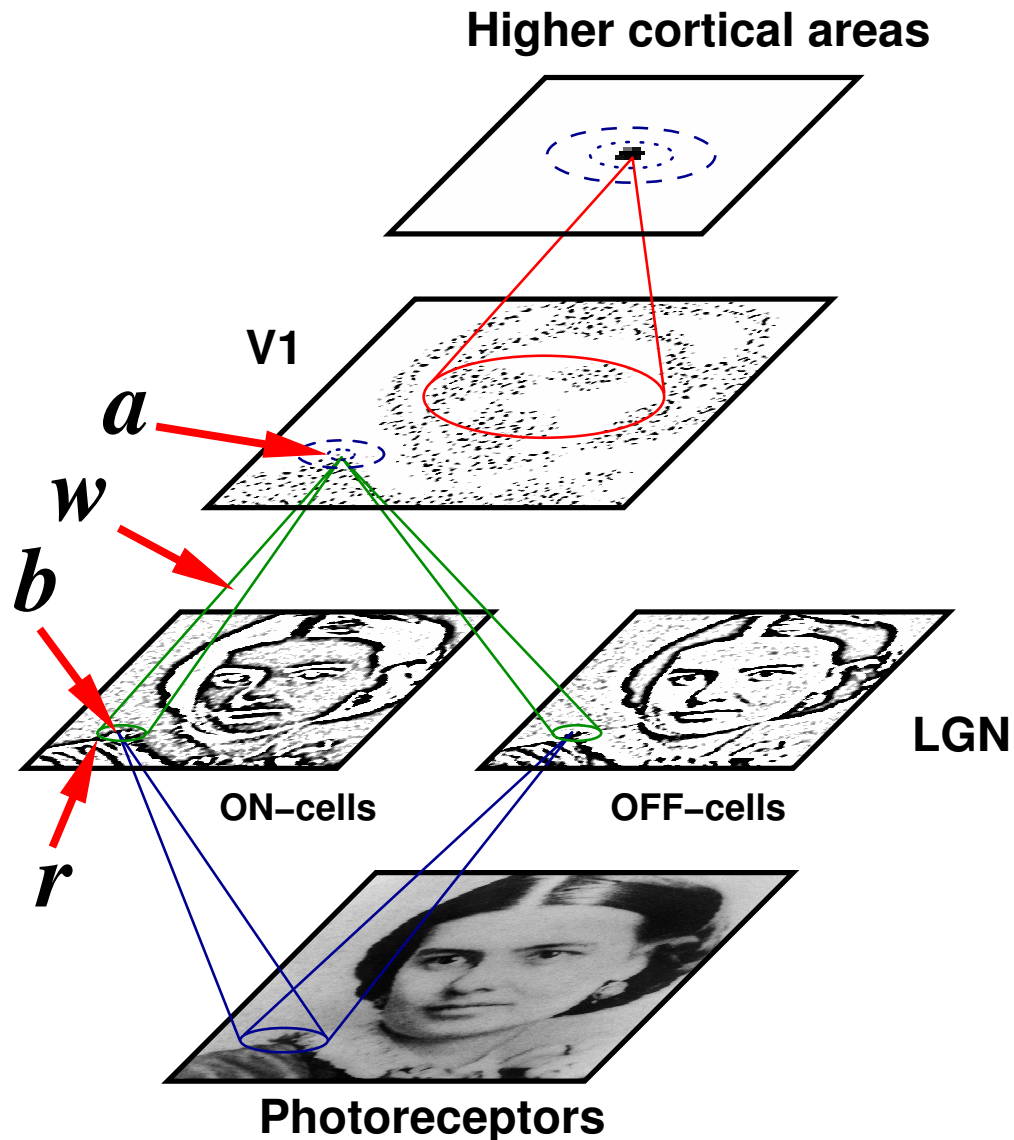 Higher cortical areas
V1
a
w
b
LGN
ON−cells
OFF−cells
r
Photoreceptors